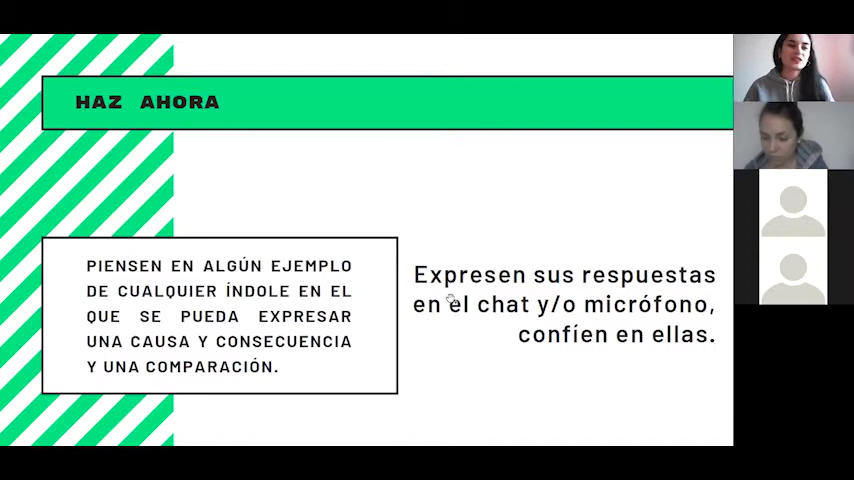 HAZ AHORA
PIENSEN EN ALGÚN EJEMPLO
DE CUALQUIER ÍNDOLE EN EL
QUE SE PUEDA EXPRESAR
UNA CAUSA Y CONSECUENCIA
Y UNA COMPARACIÓN.
Expresen sus respuestas
en el chat y/o micrófono,
confíen en ellas.